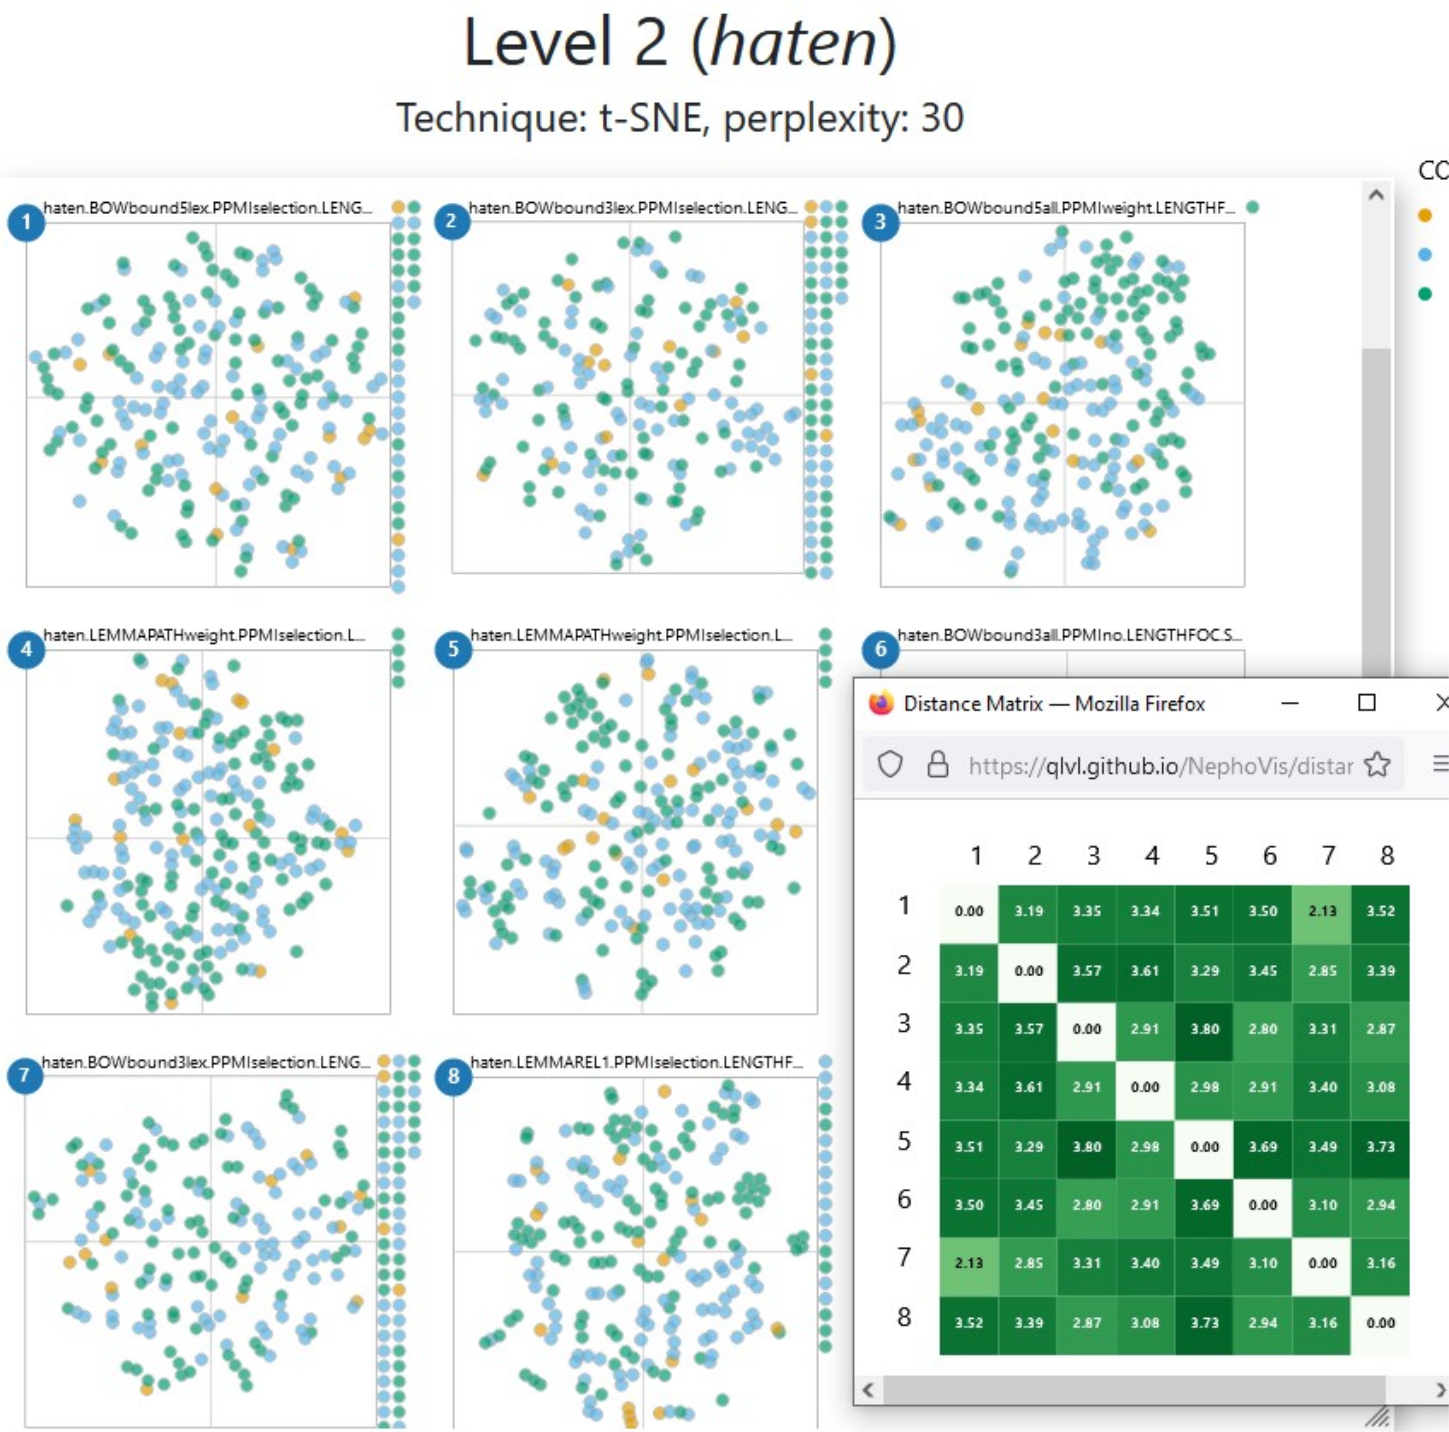 Level 2 (haten)
Technique: t-SNE, perplexity: 30
CO
1 haten.BOWbound5lex.PPMIselection.LENG...
2 haten.BOWbound3lex.PPMIselection.LENG...
3 haten.BOWbound5all.PPMIweight.LENGTHF...
4 haten.LEMMAPATHweight.PPMIselection.L...
5 haten.LEMMAPATHweight.PPMIselection.L...
6 haten.BOWbound3all.PPMIno.LENGTHFOC.S...
7 haten.BOWbound3lex.PPMIselection.LENG...
8 haten.LEMMAREL1.PPMIselection.LENGTHF...
Distance Matrix — Mozilla Firefox
https://qlvl.github.io/NephoVis/distar
1 2 3 4 5 6 7 8
1 0.00 3.19 3.35 3.34 3.51 3.50 2.13 3.52
2 3.19 0.00 3.57 3.61 3.29 3.45 2.85 3.39
3 3.35 3.57 0.00 2.91 3.80 2.80 3.31 2.87
4 3.34 3.61 2.91 0.00 2.98 2.91 3.40 3.08
5 3.51 3.29 3.80 2.98 0.00 3.69 3.49 3.73
6 3.50 3.45 2.80 2.91 3.69 0.00 3.10 2.94
7 2.13 2.85 3.31 3.40 3.49 3.10 0.00 3.16
8 3.52 3.39 2.87 3.08 3.73 2.94 3.16 0.00